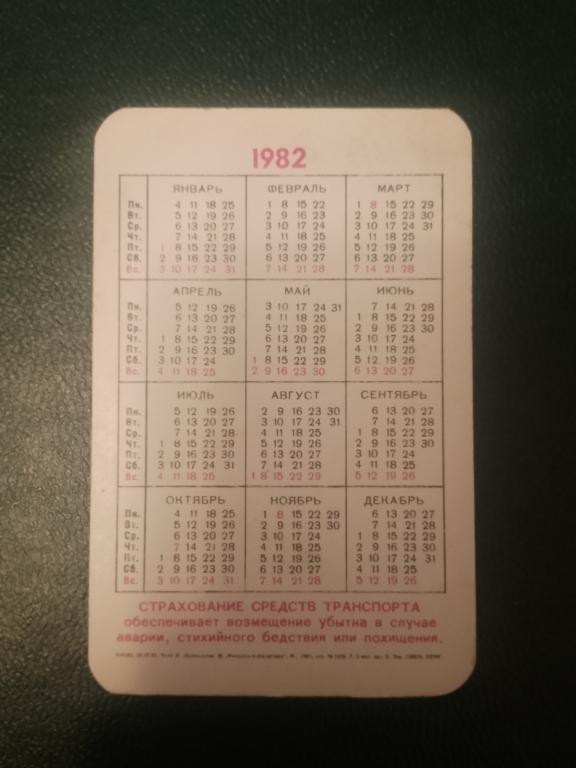 1982
ЯНВАРЬ ФЕВРАЛЬ МАРТ
Пн. 4 11 18 25 1 8 15 22 1 8 15 22 29
Вт. 5 12 19 26 2 9 16 23 2 9 16 23 30
Ср. 6 13 20 27 3 10 17 24 3 10 17 24 31
Чт. 7 14 21 28 4 11 18 25 4 11 18 25
Пт. 1 8 15 22 29 5 12 19 26 5 12 19 26
Сб. 2 9 16 23 30 6 13 20 27 6 13 20 27
Вс. 3 10 17 24 31 7 14 21 28 7 14 21 28
АПРЕЛЬ МАЙ ИЮНЬ
Пн. 5 12 19 26 3 10 17 24 31 7 14 21 28
Вт. 6 13 20 27 4 11 18 25 1 8 15 22 29
Ср. 7 14 21 28 5 12 19 26 2 9 16 23 30
Чт. 1 8 15 22 29 6 13 20 27 3 10 17 24
Пт. 2 9 16 23 30 7 14 21 28 4 11 18 25
Сб. 3 10 17 24 1 8 15 22 29 5 12 19 26
Вс. 4 11 18 25 2 9 16 23 30 6 13 20 27
ИЮЛЬ АВГУСТ СЕНТЯБРЬ
Пн. 5 12 19 26 2 9 16 23 30 6 13 20 27
Вт. 6 13 20 27 3 10 17 24 31 7 14 21 28
Ср. 7 14 21 28 4 11 18 25 1 8 15 22 29
Чт. 1 8 15 22 29 5 12 19 26 2 9 16 23 30
Пт. 2 9 16 23 30 6 13 20 27 3 10 17 24
Сб. 3 10 17 24 31 7 14 21 28 4 11 18 25
Вс. 4 11 18 25 1 8 15 22 29 5 12 19 26
ОКТЯБРЬ НОЯБРЬ ДЕКАБРЬ
Пн. 4 11 18 25 1 8 15 22 29 6 13 20 27
Вт. 5 12 19 26 2 9 16 23 30 7 14 21 28
Ср. 6 13 20 27 3 10 17 24 1 8 15 22 29
Чт. 7 14 21 28 4 11 18 25 2 9 16 23 30
Пт. 1 8 15 22 29 5 12 19 26 3 10 17 24 31
Сб. 2 9 16 23 30 6 13 20 27 4 11 18 25
Вс. 3 10 17 24 31 7 14 21 28 5 12 19 26
СТРАХОВАНИЕ СРЕДСТВ ТРАНСПОРТА
обеспечивает возмещение убытка в случае
аварии, стихийного бедствия или похищения.